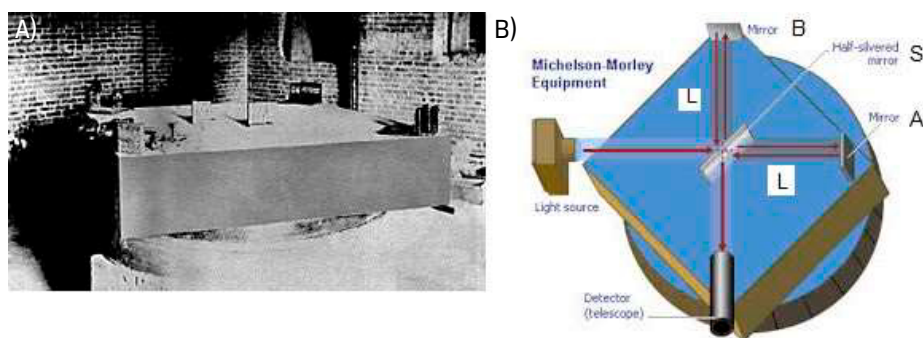 A)
B)
Mirror B
Half-silvered
mirror
S
Michelson-Morley
Equipment
L
Mirror
A
L
Light source
Detector
(telescope)